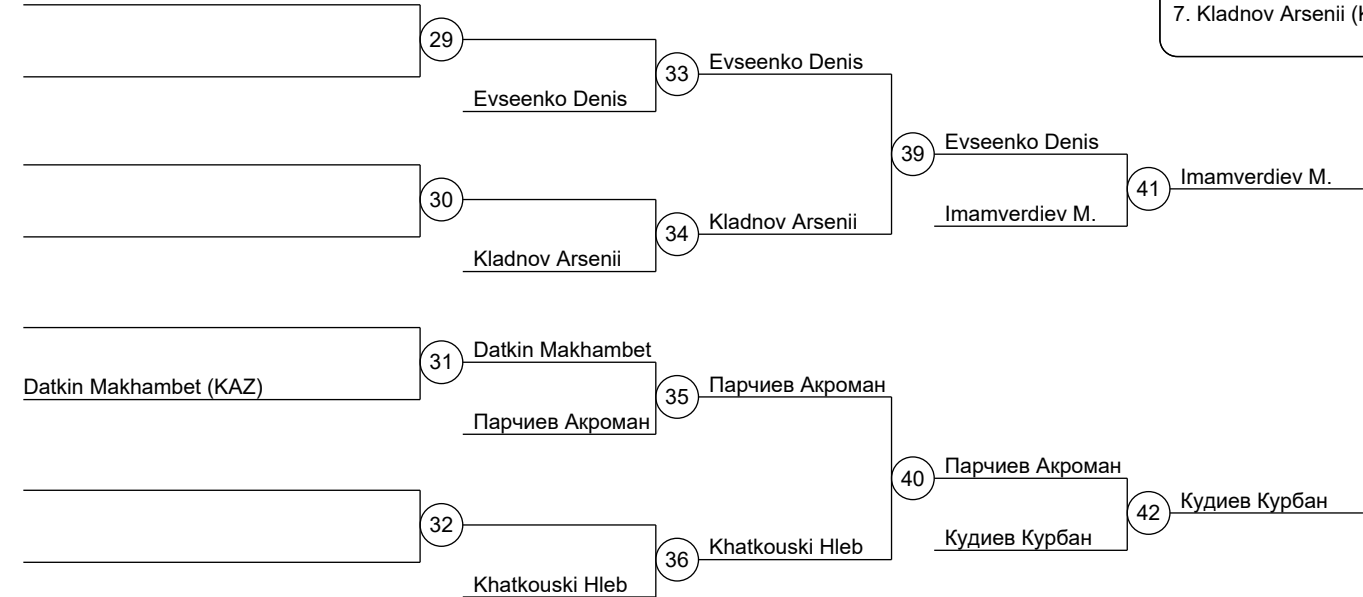 7. Kladnov Arsenii (
29
Evseenko Denis
33
Evseenko Denis
Evseenko Denis
39
41
Imamverdiev M.
30
Imamverdiev M.
Kladnov Arsenii
34
Kladnov Arsenii
31
Datkin Makhambet
Datkin Makhambet (KAZ)
35
Парчиев Акроман
Парчиев Акроман
Парчиев Акроман
40
Кудиев Курбан
42
32
Khatkouski Hleb
Кудиев Курбан
36
Khatkouski Hleb